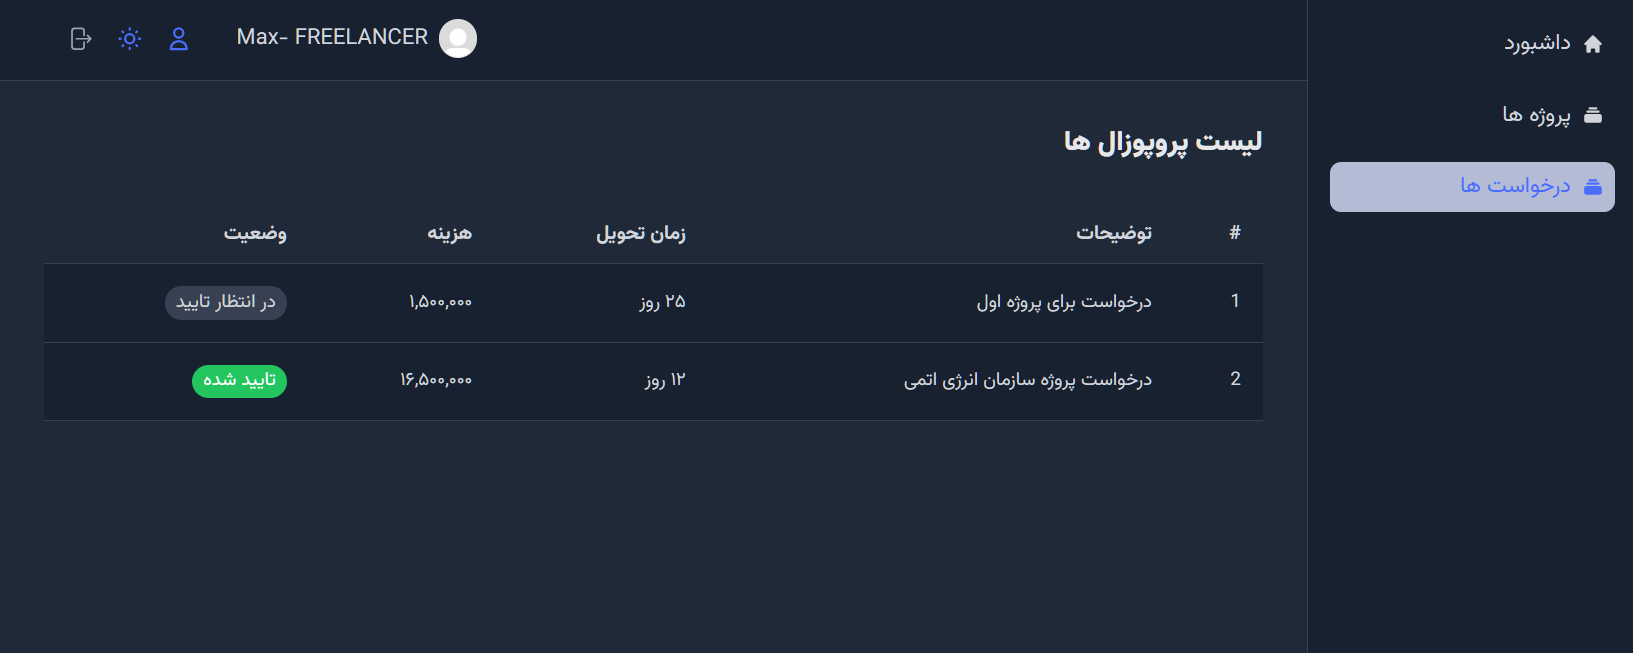 Max- FREELANCER
داشبورد
پروژه ها
درخواست ها
لیست پروپوزال ها
# توضیحات زمان تحویل هزینه وضعیت
1 درخواست برای پروژه اول ۲۵ روز ۱,۵۰۰,۰۰۰ در انتظار تایید
2 درخواست پروژه سازمان انرژی اتمی ۱۲ روز ۱۶,۵۰۰,۰۰۰ تایید شده